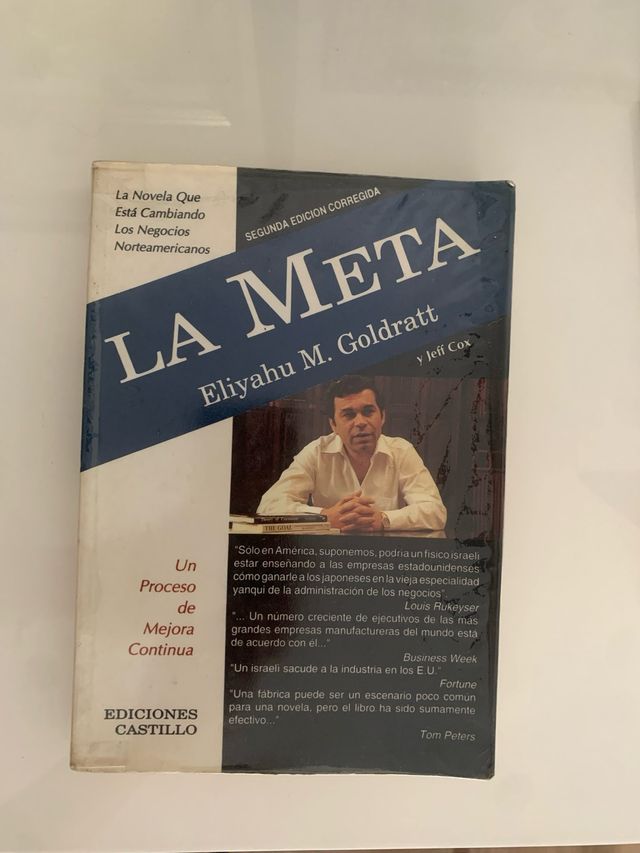 La Novela Que
Está Cambiando
Los Negocios
Norteamericanos
SEGUNDA EDICION CORREGIDA
LA META
Eliyahu M. Goldratt
y Jeff Cox
THE GOAL
"Sólo en América, suponemos, podría un físico israelí
estar enseñando a las empresas estadounidenses
cómo ganarle a los japoneses en la vieja especialidad
yanqui de la administración de los negocios".
Louis Rukeyser
"... Un número creciente de ejecutivos de las más
grandes empresas manufactureras del mundo está
de acuerdo con él..."
Business Week
"Un israelí sacude a la industria en los E.U."
Fortune
"Una fábrica puede ser un escenario poco común
para una novela, pero el libro ha sido sumamente
efectivo..."
Tom Peters
Un
Proceso
de
Mejora
Continua
EDICIONES
CASTILLO